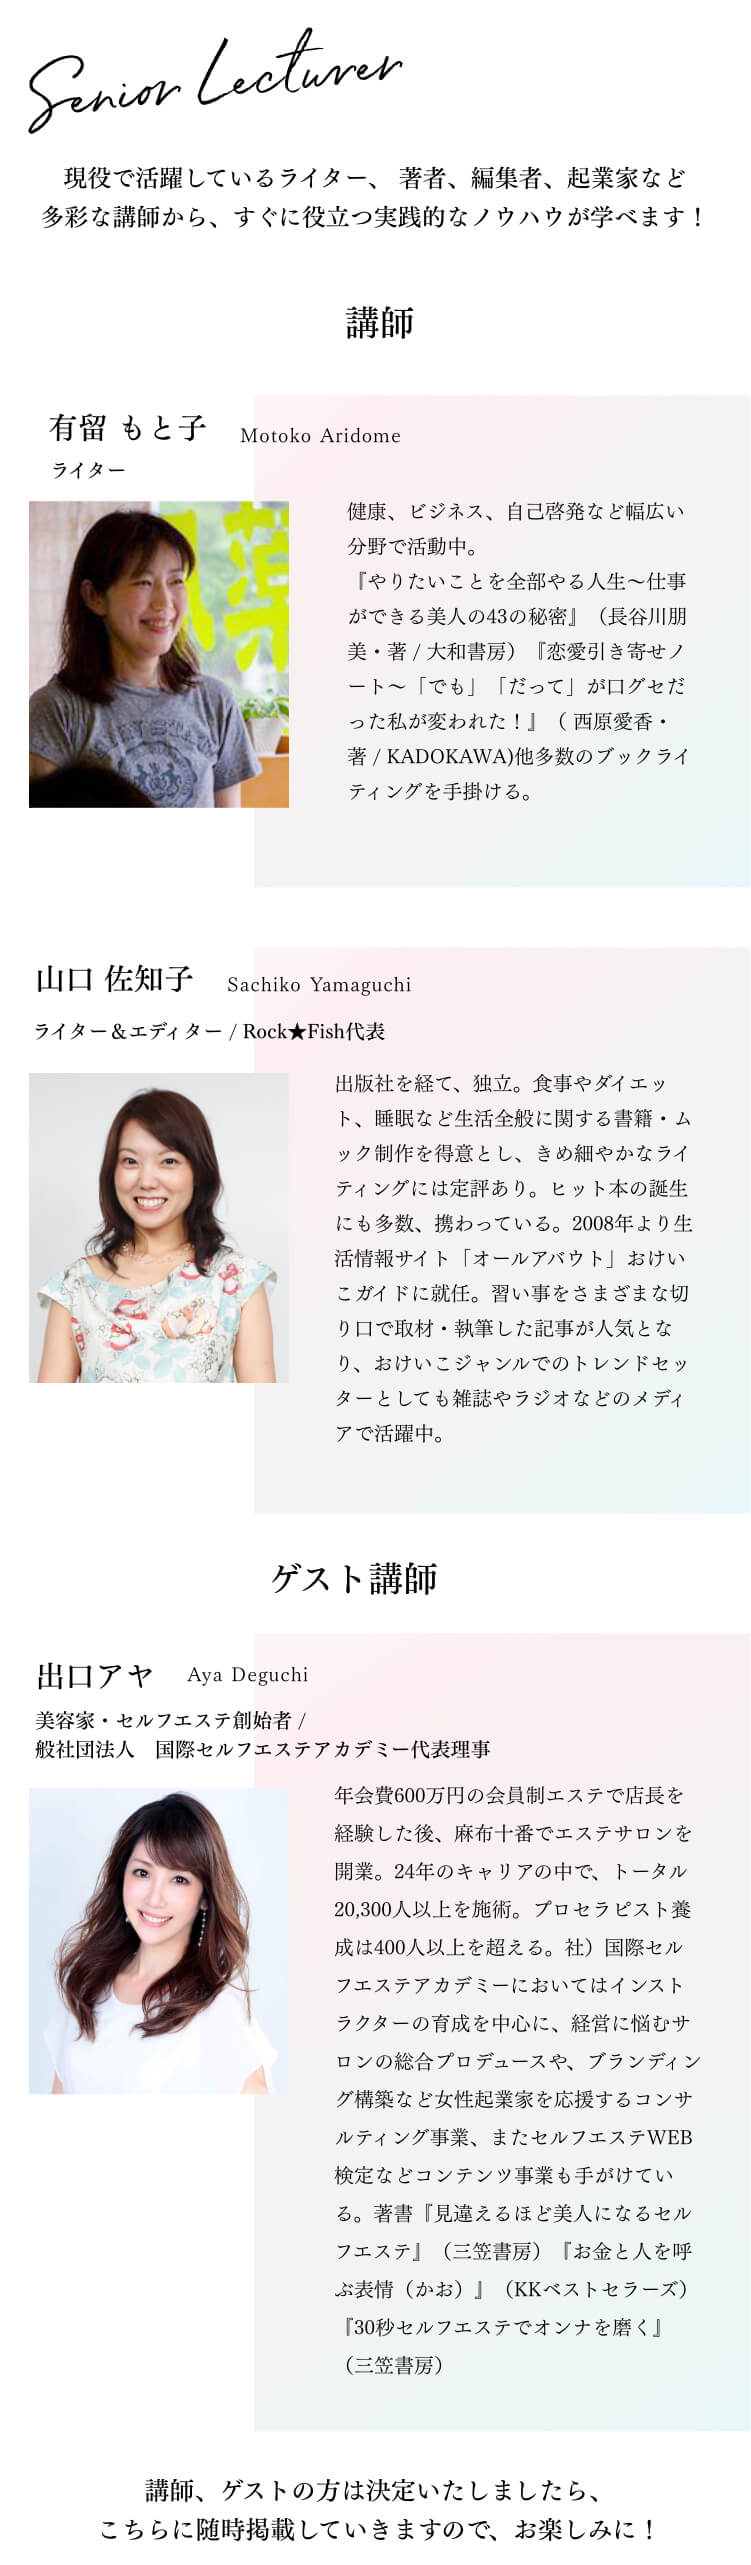 Senior Lecturer
現役で活躍しているライター、 著者、編集者、起業家など
多彩な講師から、すぐに役立つ実践的なノウハウが学べます！
講師
有留 もと子 Motoko Aridome
ライター
健康、ビジネス、自己啓発など幅広い
分野で活動中。
『やりたいことを全部やる人生〜仕事
ができる美人の43の秘密』（長谷川朋
美・著 / 大和書房）『恋愛引き寄せノ
ート〜「でも」「だって」が口グセだ
った私が変われた！』（ 西原愛香・
著 / KADOKAWA)他多数のブックライ
ティングを手掛ける。
薬
山口 佐知子 Sachiko Yamaguchi
ライター＆エディター / Rock★Fish代表
出版社を経て、独立。食事やダイエッ
ト、睡眠など生活全般に関する書籍・ム
ック制作を得意とし、きめ細やかなライ
ティングには定評あり。ヒット本の誕生
にも多数、携わっている。2008年より生
活情報サイト「オールアバウト」おけい
こガイドに就任。習い事をさまざまな切
り口で取材・執筆した記事が人気とな
り、おけいこジャンルでのトレンドセッ
ターとしても雑誌やラジオなどのメディ
アで活躍中。
ゲスト講師
出口アヤ Aya Deguchi
美容家・セルフエステ創始者 /
般社団法人　国際セルフエステアカデミー代表理事
年会費600万円の会員制エステで店長を
経験した後、麻布十番でエステサロンを
開業。24年のキャリアの中で、トータル
20,300人以上を施術。プロセラピスト養
成は400人以上を超える。社）国際セル
フエステアカデミーにおいてはインスト
ラクターの育成を中心に、経営に悩むサ
ロンの総合プロデュースや、ブランディン
グ構築など女性起業家を応援するコンサ
ルティング事業、またセルフエステWEB
検定などコンテンツ事業も手がけてい
る。著書『見違えるほど美人になるセル
フエステ』（三笠書房）『お金と人を呼
ぶ表情（かお）』（KKベストセラーズ）
『30秒セルフエステでオンナを磨く』
（三笠書房）
講師、ゲストの方は決定いたしましたら、
こちらに随時掲載していきますので、お楽しみに！